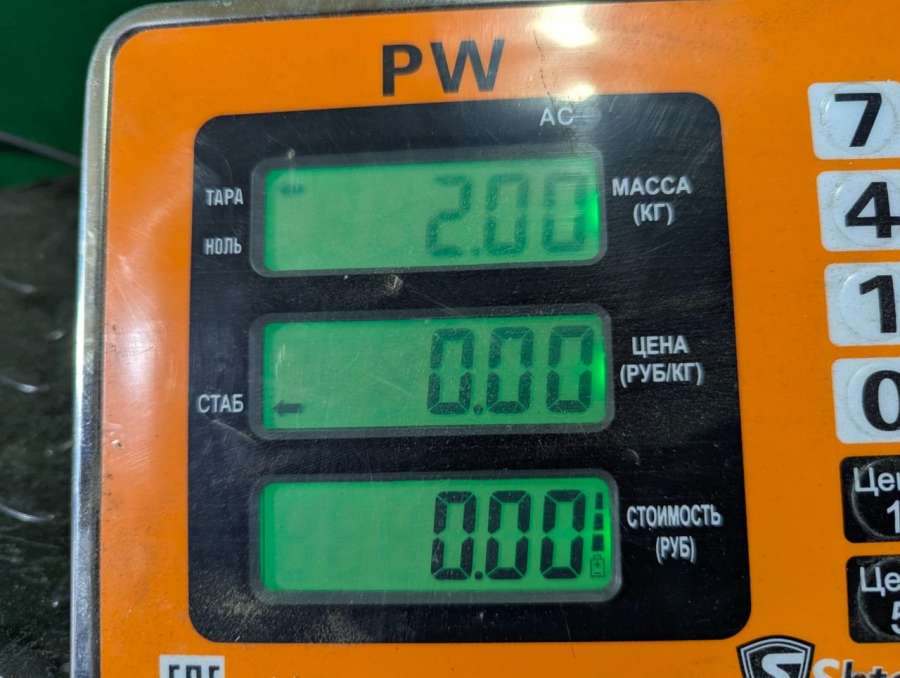 PW
AC
ТАРА
НОЛЬ
2.00
МАССА
(КГ)
СТАБ
0.00
ЦЕНА
(РУБ/КГ)
0.00
СТОИМОСТЬ
(РУБ)
7
4
1
0